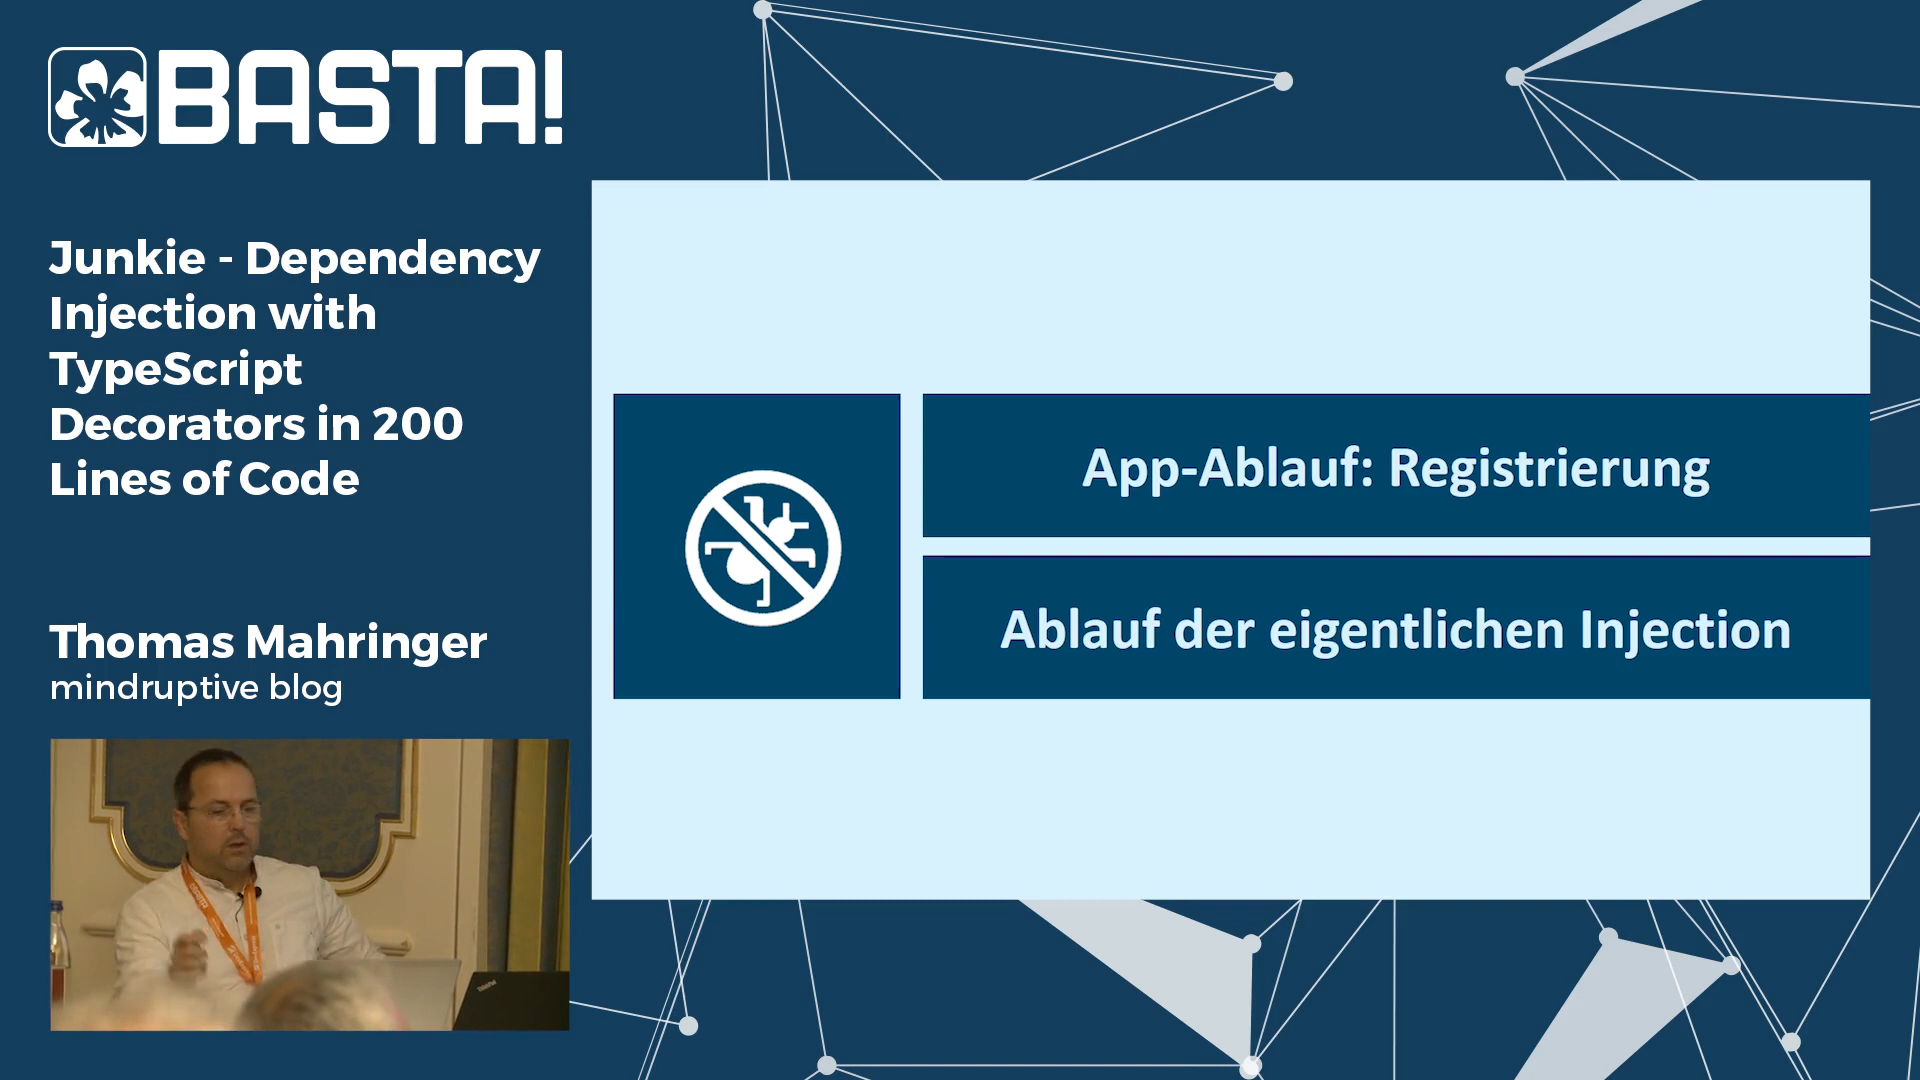 BASTA!
Junkie - Dependency
Injection with
TypeScript
Decorators in 200
Lines of Code
Thomas Mahringer
mindruptive blog
App-Ablauf: Registrierung
Ablauf der eigentlichen Injection
ThinkPad